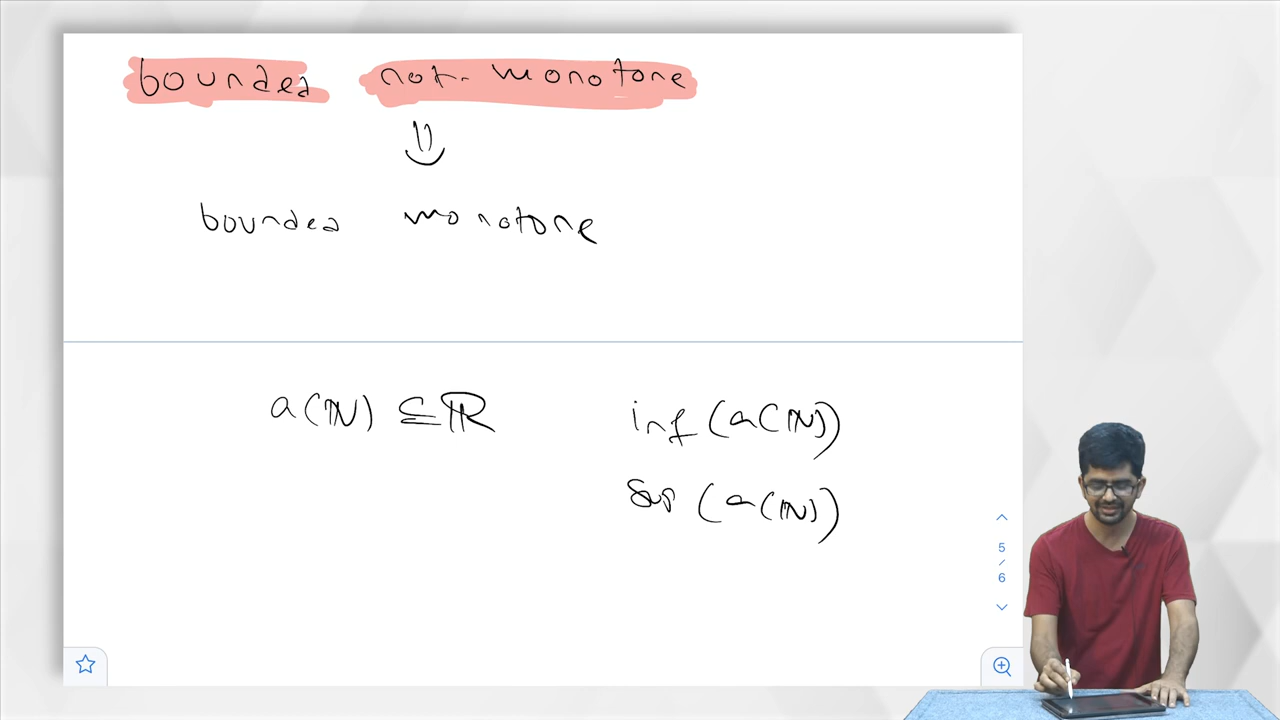 bounded not-monotone
bounded monotone
a(ℕ) ⊆ ℝ inf (a(ℕ))
sup (a(ℕ))
5
/
6